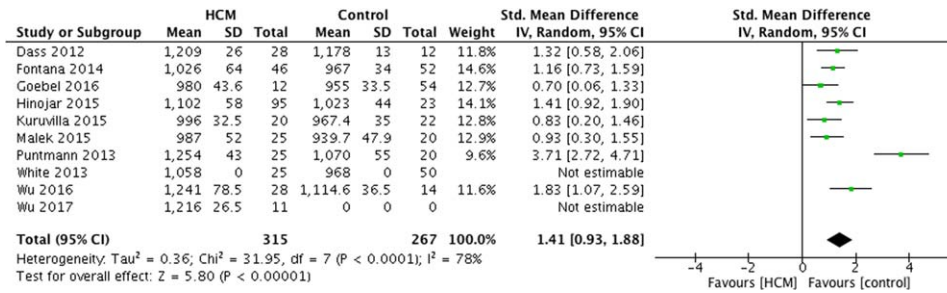 HCM Control Std. Mean Difference Std. Mean Difference
Study or Subgroup Mean SD Total Mean SD Total Weight IV, Random, 95% CI IV, Random, 95% CI
Dass 2012 1,209 26 28 1,178 13 12 11.8% 1.32 [0.58, 2.06]
Fontana 2014 1,026 64 46 967 34 52 14.6% 1.16 [0.73, 1.59]
Goebel 2016 980 43.6 12 955 33.5 54 12.7% 0.70 [0.06, 1.33]
Hinojar 2015 1,102 58 95 1,023 44 23 14.1% 1.41 [0.92, 1.90]
Kuruvilla 2015 996 32.5 20 967.4 35 22 12.8% 0.83 [0.20, 1.46]
Malek 2015 987 52 25 939.7 47.9 20 12.9% 0.93 [0.30, 1.55]
Puntmann 2013 1,254 43 25 1,070 55 20 9.6% 3.71 [2.72, 4.71]
White 2013 1,058 0 25 968 0 50 Not estimable
Wu 2016 1,241 78.5 28 1,114.6 36.5 14 11.6% 1.83 [1.07, 2.59]
Wu 2017 1,216 26.5 11 0 0 0 Not estimable
Total (95% CI) 315 267 100.0% 1.41 [0.93, 1.88]
Heterogeneity: Tau² = 0.36; Chi² = 31.95, df = 7 (P < 0.0001); I² = 78%
Test for overall effect: Z = 5.80 (P < 0.00001)
-4 -2 0 2 4
Favours [HCM] Favours [control]